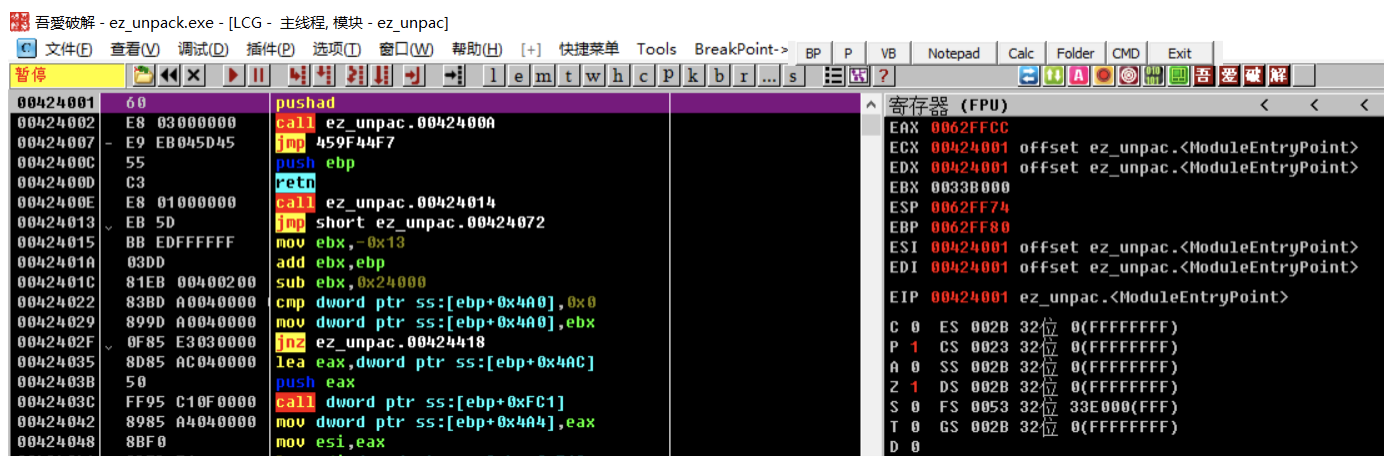 吾愛破解 - ez_unpack.exe - [LCG - 主线程, 模块 - ez_unpac]
C 文件(F) 查看(V) 调试(D) 插件(P) 选项(T) 窗口(W) 帮助(H) [+] 快捷菜单 Tools BreakPoint-> BP P VB Notepad Calc Folder CMD Exit
暂停 l e m t w h c p k b r ... s ? A 吾 爱 破 解
00424001 60 pushad
00424002 E8 03000000 call ez_unpac.0042400A
00424007 - E9 EB045D45 jmp 459F44F7
0042400C 55 push ebp
0042400D C3 retn
0042400E E8 01000000 call ez_unpac.00424014
00424013 EB 5D jmp short ez_unpac.00424072
00424015 BB EDFFFFFF mov ebx,-0x13
0042401A 03DD add ebx,ebp
0042401C 81EB 00400200 sub ebx,0x24000
00424022 83BD A0040000 cmp dword ptr ss:[ebp+0x4A0],0x0
00424029 899D A0040000 mov dword ptr ss:[ebp+0x4A0],ebx
0042402F 0F85 E3030000 jnz ez_unpac.00424418
00424035 8D85 AC040000 lea eax,dword ptr ss:[ebp+0x4AC]
0042403B 50 push eax
0042403C FF95 C10F0000 call dword ptr ss:[ebp+0xFC1]
00424042 8985 A4040000 mov dword ptr ss:[ebp+0x4A4],eax
00424048 8BF0 mov esi,eax
寄存器 (FPU) < < <
EAX 0062FFCC
ECX 00424001 offset ez_unpac.<ModuleEntryPoint>
EDX 00424001 offset ez_unpac.<ModuleEntryPoint>
EBX 0033B000
ESP 0062FF74
EBP 0062FF80
ESI 00424001 offset ez_unpac.<ModuleEntryPoint>
EDI 00424001 offset ez_unpac.<ModuleEntryPoint>
EIP 00424001 ez_unpac.<ModuleEntryPoint>
C 0 ES 002B 32位 0(FFFFFFFF)
P 1 CS 0023 32位 0(FFFFFFFF)
A 0 SS 002B 32位 0(FFFFFFFF)
Z 1 DS 002B 32位 0(FFFFFFFF)
S 0 FS 0053 32位 33E000(FFF)
T 0 GS 002B 32位 0(FFFFFFFF)
D 0